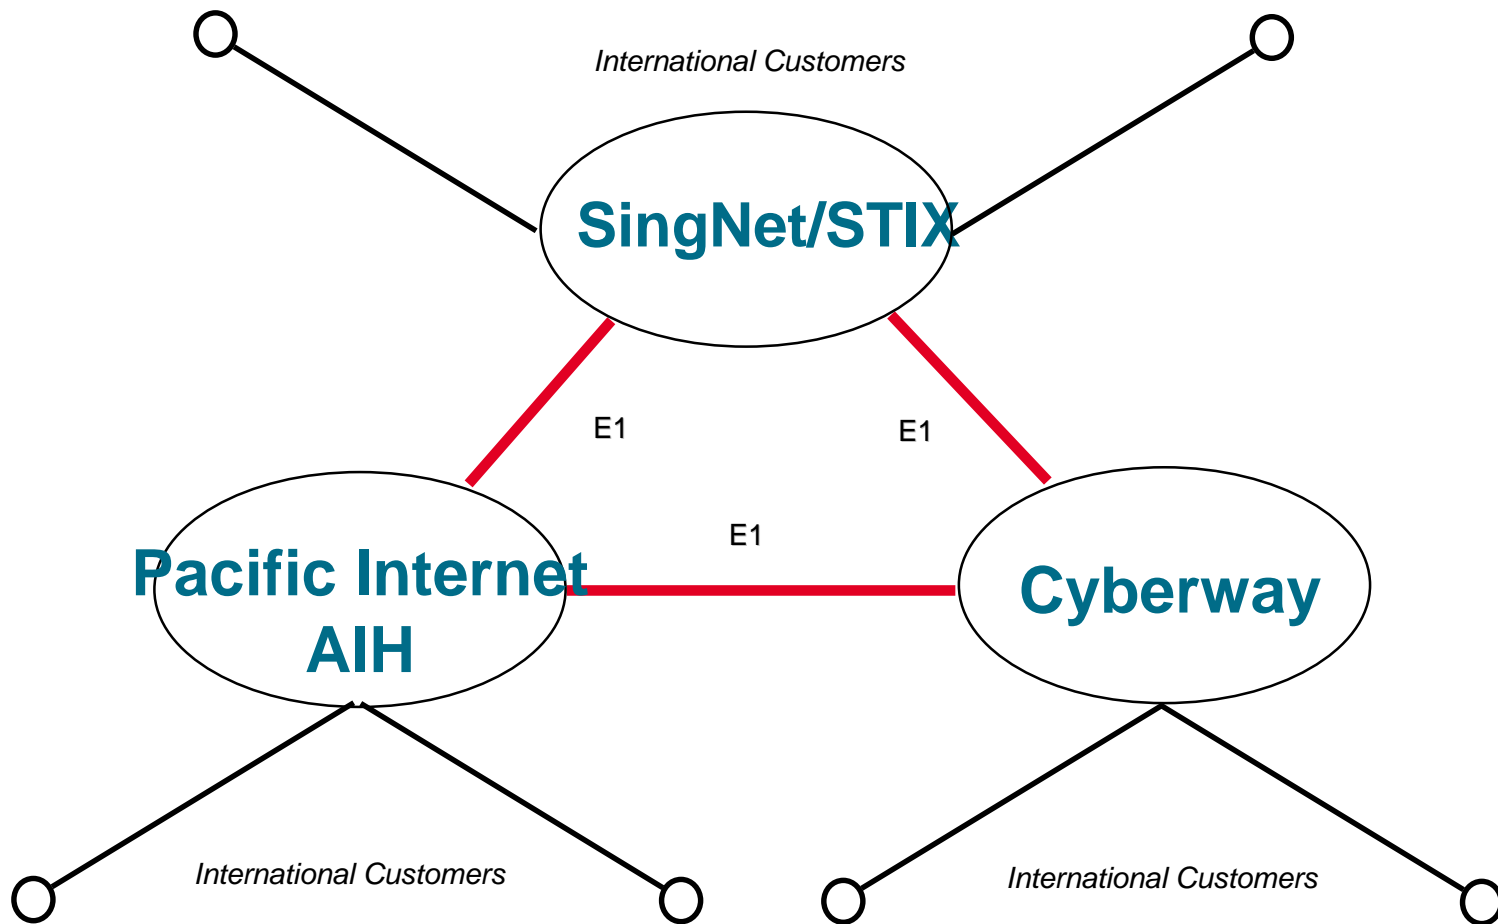 International Customers
SingNet/STIX
E1
E1
E1
Pacific Internet
AIH
Cyberway
International Customers
International Customers